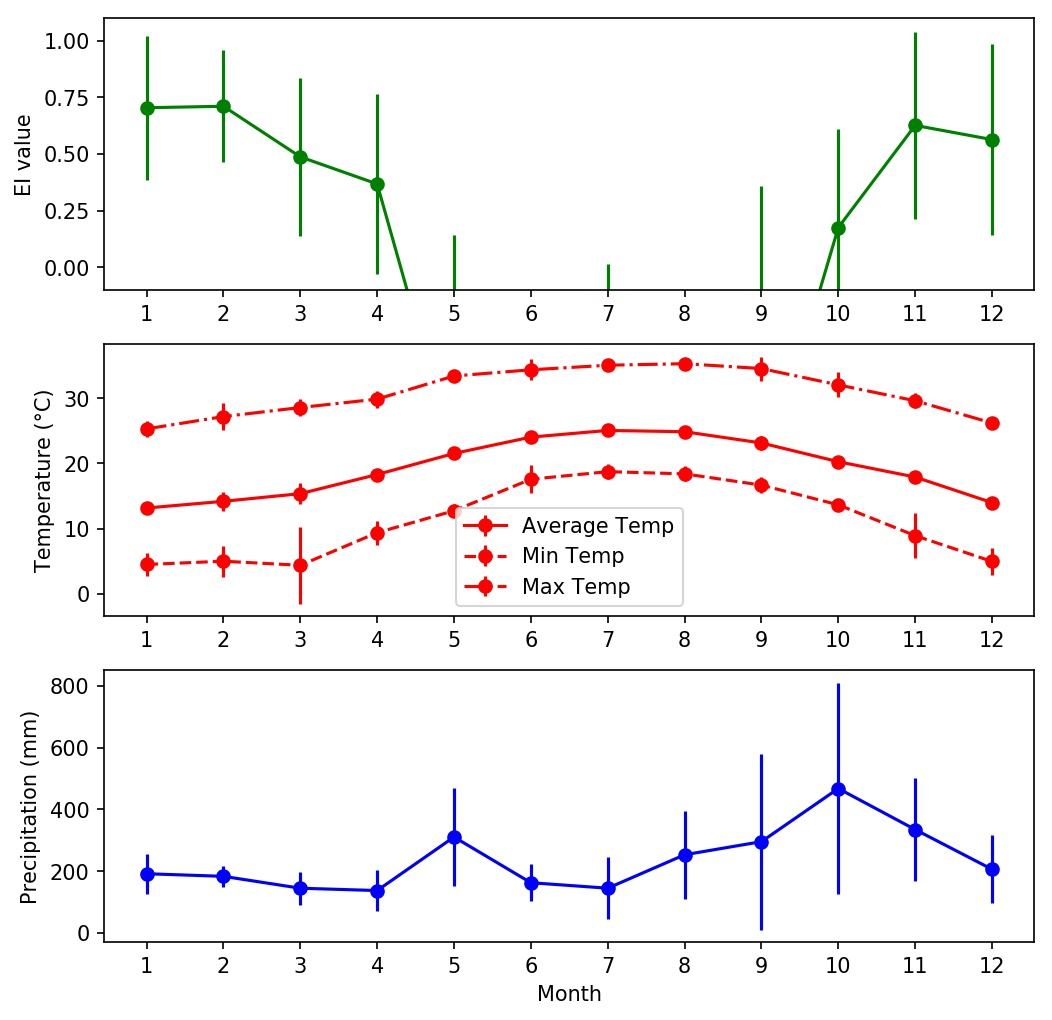 1.00
0.75
0.50
0.25
0.00
EI value
1 2 3 4 5 6 7 8 9 10 11 12
30
20
10
0
Temperature (°C)
Average Temp
Min Temp
Max Temp
1 2 3 4 5 6 7 8 9 10 11 12
800
600
400
200
0
Precipitation (mm)
1 2 3 4 5 6 7 8 9 10 11 12
Month